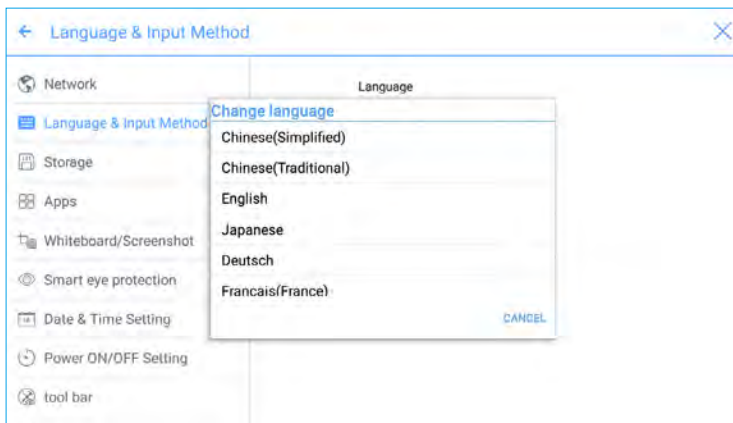 Language & Input Method
Network
Language
Language & Input Method
Change language
Chinese(Simplified)
Storage
Chinese(Traditional)
Apps
English
Whiteboard/Screenshot
Japanese
Smart eye protection
Deutsch
Francais(France)
Date & Time Setting
CANCEL
Power ON/OFF Setting
tool bar